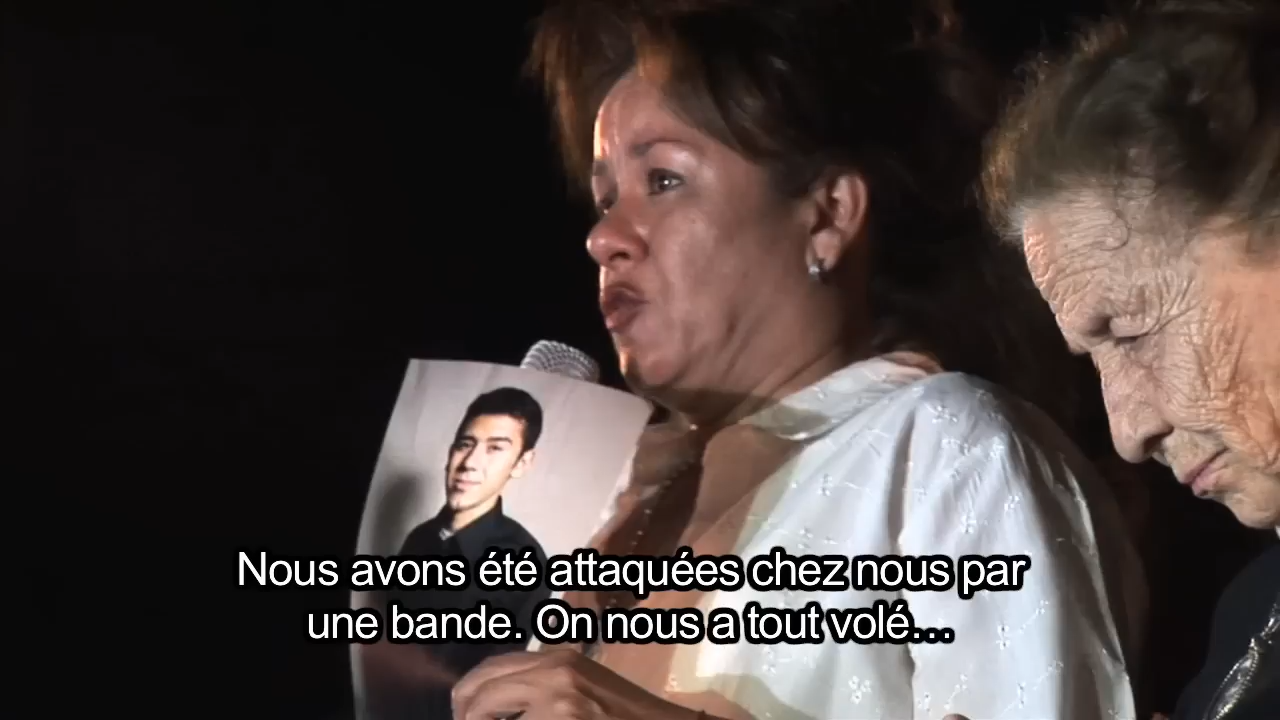 Nous avons été attaquées chez nous par
une bande. On nous a tout volé…